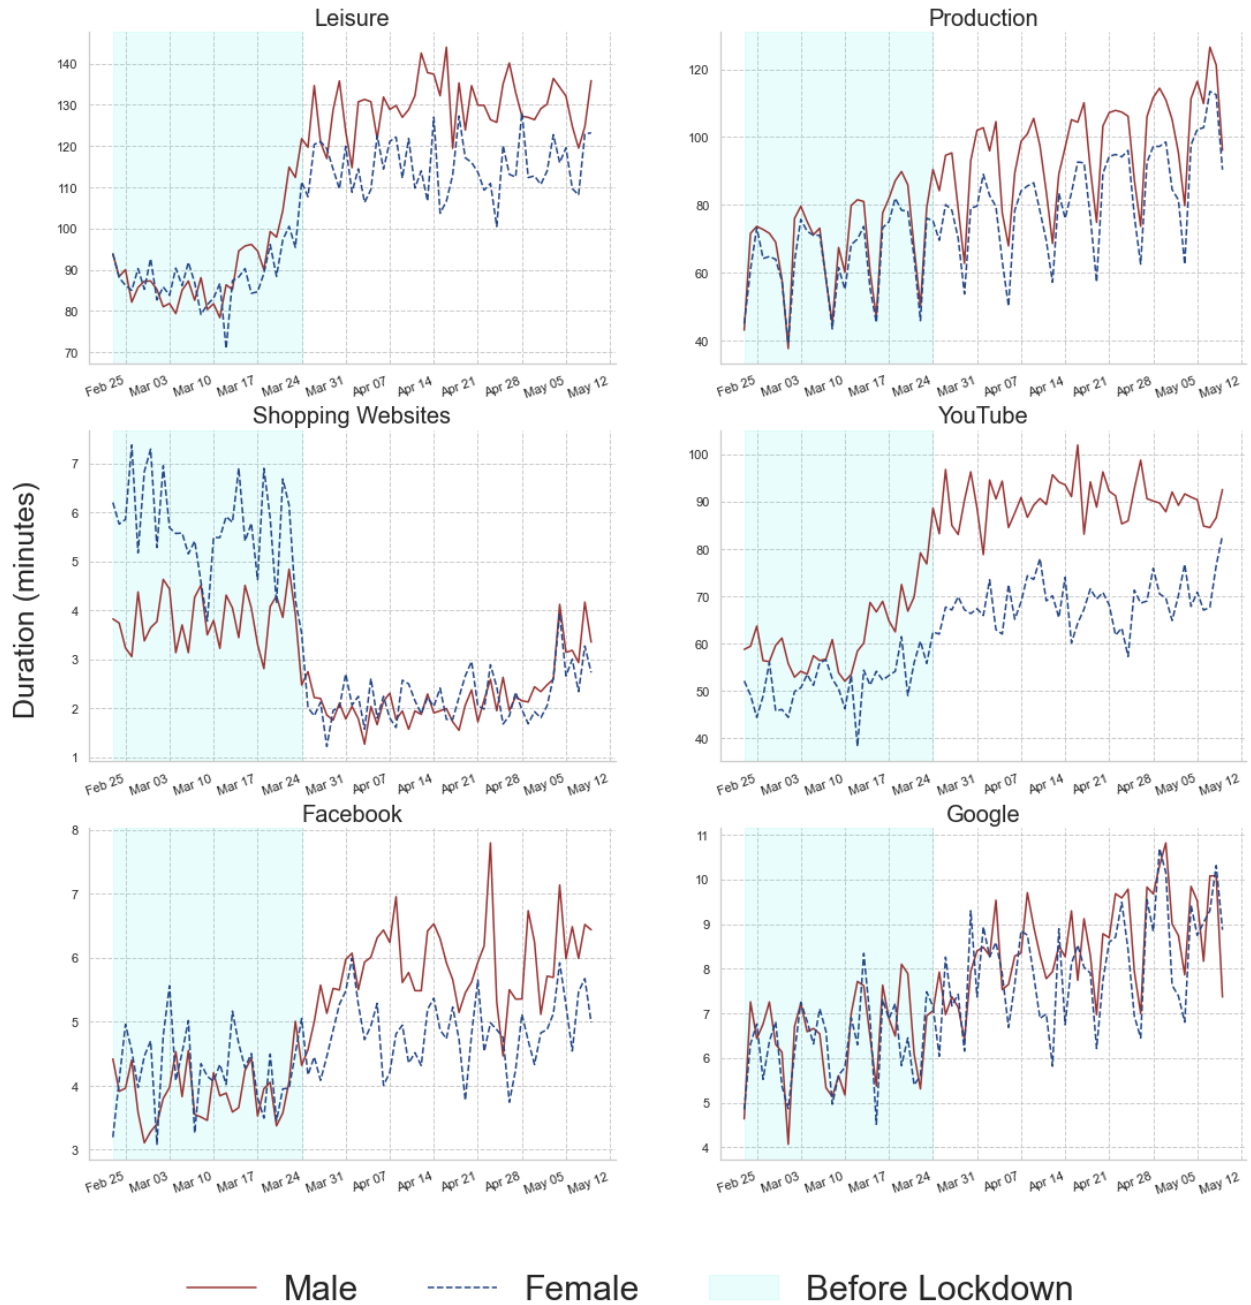 Leisure
Production
140
130
120
110
100
90
80
70
120
100
80
60
40
Feb 25 Mar 03 Mar 10 Mar 17 Mar 24 Mar 31 Apr 07 Apr 14 Apr 21 Apr 28 May 05 May 12
Feb 25 Mar 03 Mar 10 Mar 17 Mar 24 Mar 31 Apr 07 Apr 14 Apr 21 Apr 28 May 05 May 12
Shopping Websites
YouTube
Duration (minutes)
7
6
5
4
3
2
1
100
90
80
70
60
50
40
Feb 25 Mar 03 Mar 10 Mar 17 Mar 24 Mar 31 Apr 07 Apr 14 Apr 21 Apr 28 May 05 May 12
Feb 25 Mar 03 Mar 10 Mar 17 Mar 24 Mar 31 Apr 07 Apr 14 Apr 21 Apr 28 May 05 May 12
Facebook
Google
8
7
6
5
4
3
11
10
9
8
7
6
5
4
Feb 25 Mar 03 Mar 10 Mar 17 Mar 24 Mar 31 Apr 07 Apr 14 Apr 21 Apr 28 May 05 May 12
Feb 25 Mar 03 Mar 10 Mar 17 Mar 24 Mar 31 Apr 07 Apr 14 Apr 21 Apr 28 May 05 May 12
Male Female Before Lockdown